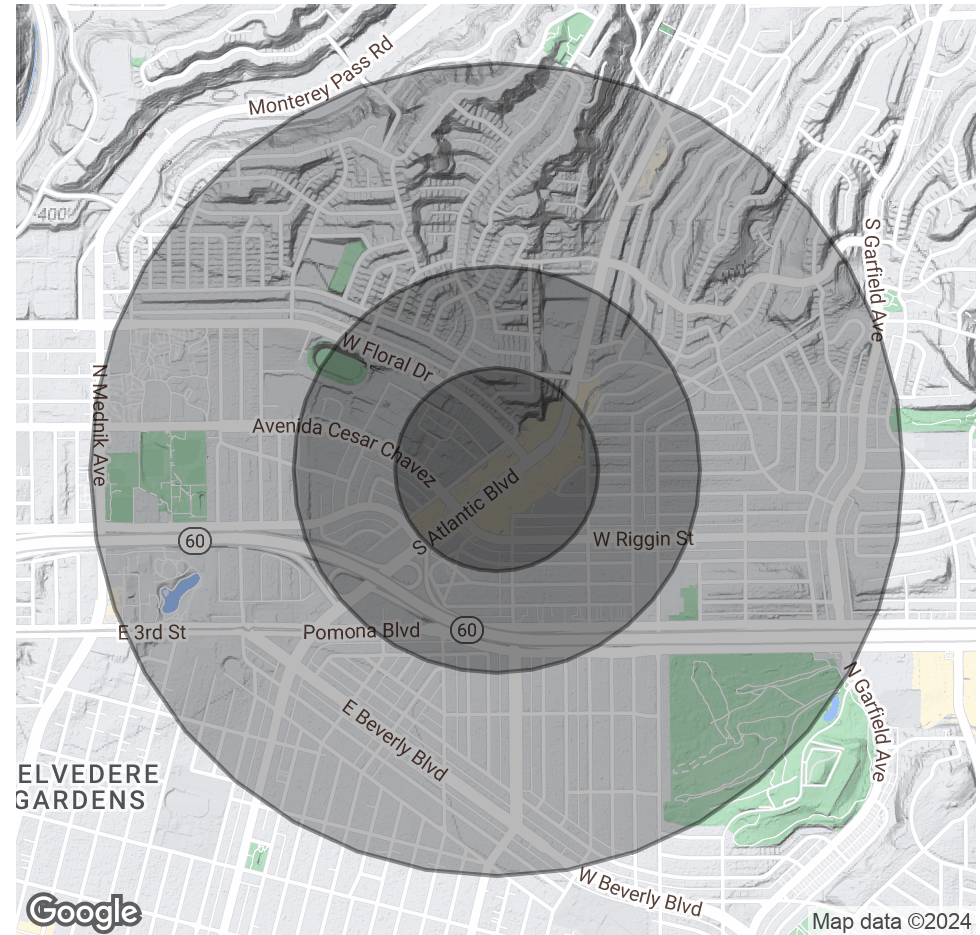 Monterey Pass Rd
400'
S Garfield Ave
W Floral Dr
N Mednik Ave
Avenida Cesar Chavez
S Atlantic Blvd
W Riggin St
60
E 3rd St
Pomona Blvd
60
N Garfield Ave
E Beverly Blvd
ELVEDERE
GARDENS
W Beverly Blvd
Google
Map data ©2024